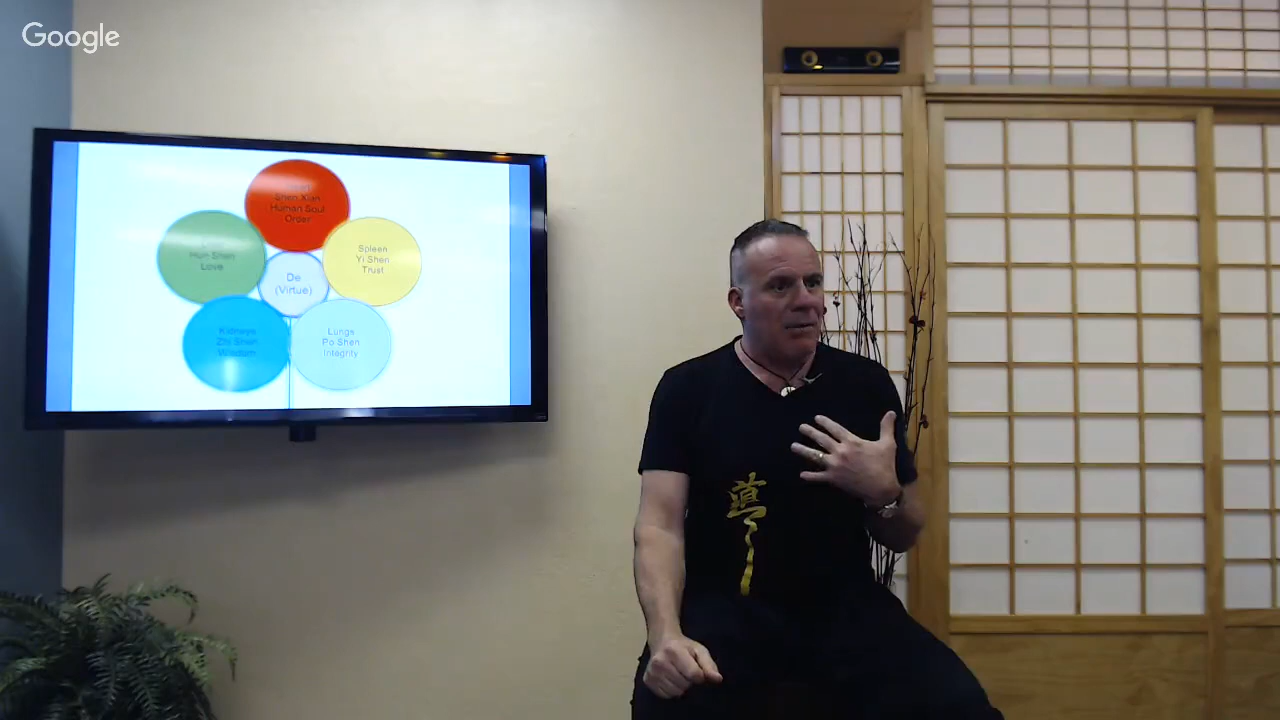 Google
Shen Xian
Human Soul
Order
Hun Shen
Love
Spleen
Yi Shen
Trust
De
(Virtue)
Kidneys
Zhi Shen
Wisdom
Lungs
Po Shen
Integrity
道